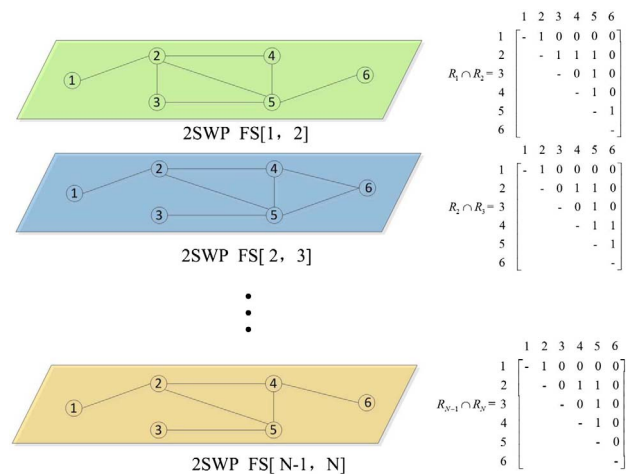 1 2 3 4 5 6
2SWP FS[1，2]
1 2 3 4 5 6
R₁ ∩ R₂ =
1 - 1 0 0 0 0
2 - 1 1 1 0
3 - 0 1 0
4 - 1 0
5 - 1
6 -
1 2 3 4 5 6
2SWP FS[ 2，3]
1 2 3 4 5 6
R₂ ∩ R₃ =
1 - 1 0 0 0 0
2 - 0 1 1 0
3 - 0 1 0
4 - 1 1
5 - 1
6 -
1 2 3 4 5 6
2SWP FS[ N-1，N]
1 2 3 4 5 6
R_{N-1} ∩ R_N =
1 - 1 0 0 0 0
2 - 0 1 1 0
3 - 0 1 0
4 - 1 0
5 - 0
6 -